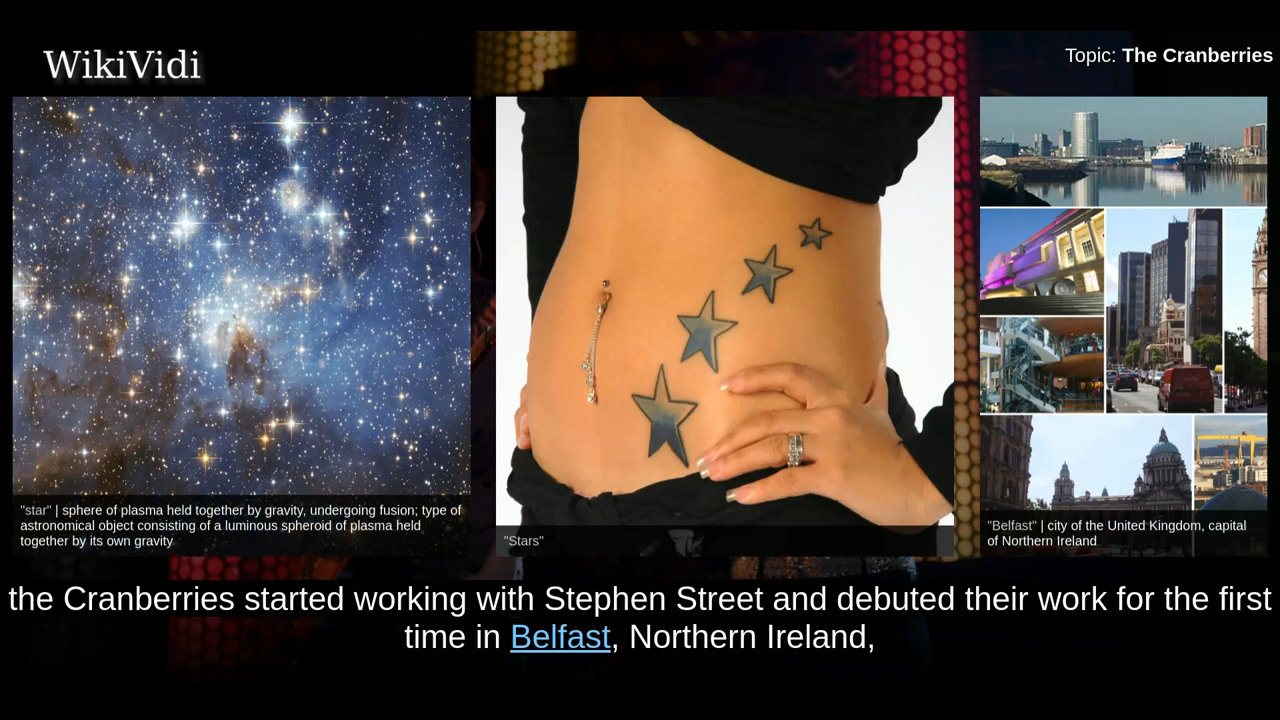 WikiVidi
Topic: The Cranberries
"star" | sphere of plasma held together by gravity, undergoing fusion; type of
astronomical object consisting of a luminous spheroid of plasma held
together by its own gravity
"Stars"
"Belfast" | city of the United Kingdom, capital
of Northern Ireland
the Cranberries started working with Stephen Street and debuted their work for the first
time in Belfast, Northern Ireland,